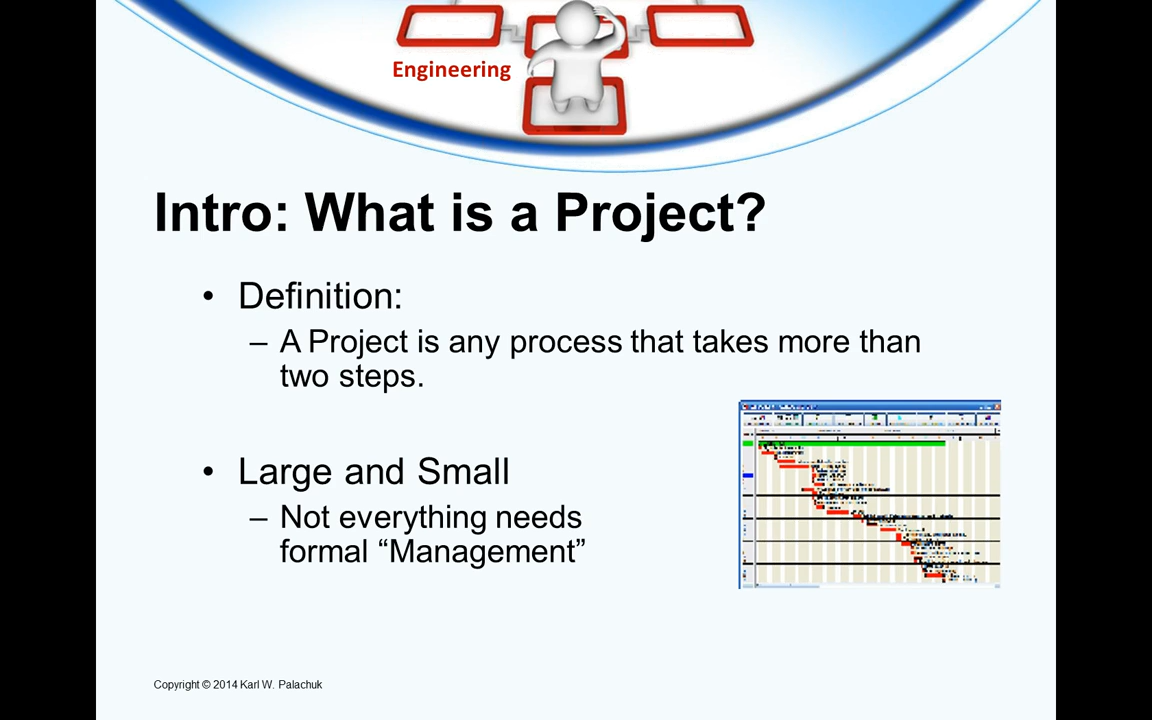 Engineering
Intro: What is a Project?
• Definition:
– A Project is any process that takes more than
two steps.
• Large and Small
– Not everything needs
formal “Management”
Copyright © 2014 Karl W. Palachuk